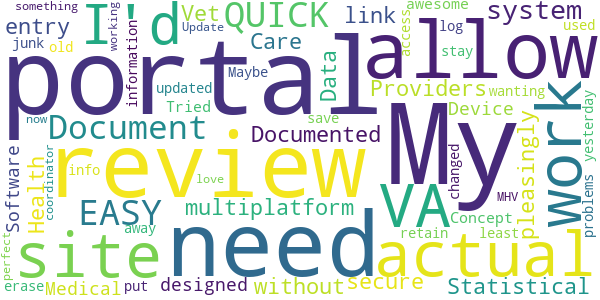 something
working
Update
I'd
Vet
QUICK
link
awesome
system
entry
junk
old
information
Care
log
access
stay
used
portal
allow
updated
Maybe
Data
Providers
wanting
Tried
save
Device
Document
Documented
now
review
My
work
pleasingly
yesterday
Software
Health
coordinator
info
love
EASY
multiplatform
VA
changed
MHV
Concept
least
problems
away
retain
site
need
actual
perfect
erase
Medical
put
designed
without
secure
Statistical